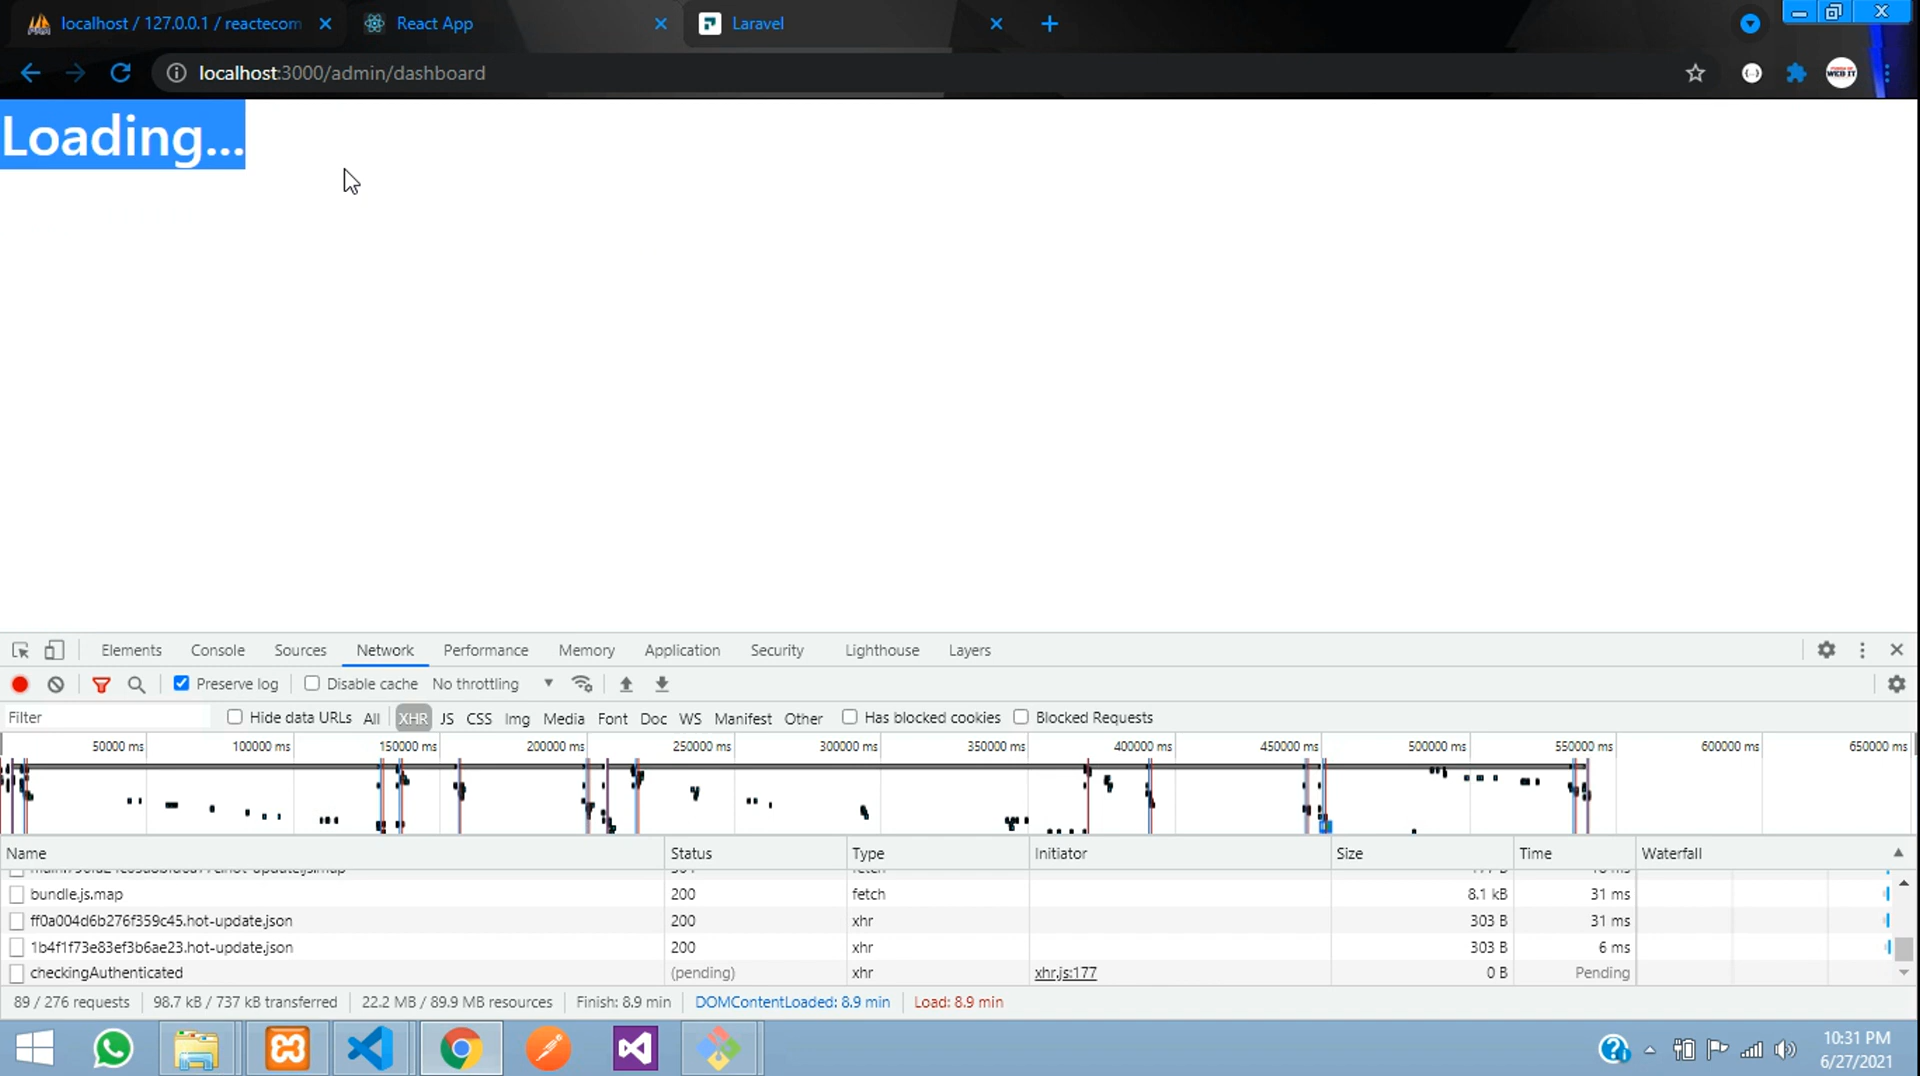 localhost / 127.0.0.1 / reactecom
React App
Laravel
localhost:3000/admin/dashboard
WEB IT
Loading...
Elements Console Sources Network Performance Memory Application Security Lighthouse Layers
Preserve log Disable cache No throttling
Filter Hide data URLs All XHR JS CSS Img Media Font Doc WS Manifest Other Has blocked cookies Blocked Requests
50000 ms 100000 ms 150000 ms 200000 ms 250000 ms 300000 ms 350000 ms 400000 ms 450000 ms 500000 ms 550000 ms 600000 ms 650000 ms
Name Status Type Initiator Size Time Waterfall
bundle.js.map 200 fetch 8.1 kB 31 ms
ff0a004d6b276f359c45.hot-update.json 200 xhr 303 B 31 ms
1b4f1f73e83ef3b6ae23.hot-update.json 200 xhr 303 B 6 ms
checkingAuthenticated (pending) xhr xhr.js:177 0 B Pending
89 / 276 requests 98.7 kB / 737 kB transferred 22.2 MB / 89.9 MB resources Finish: 8.9 min DOMContentLoaded: 8.9 min Load: 8.9 min
10:31 PM
6/27/2021